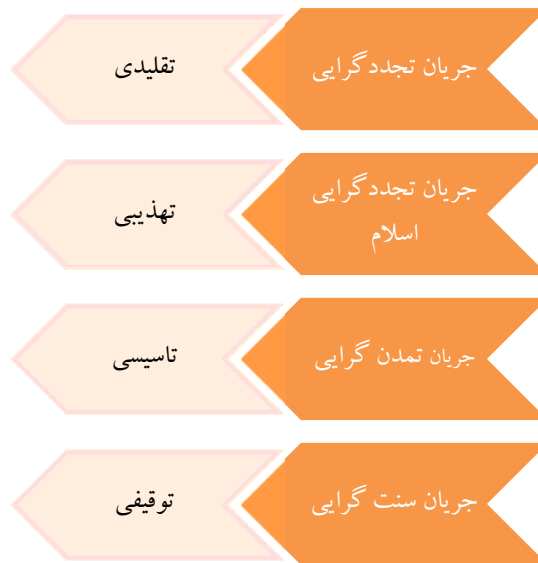 جریان تجددگرایی
تقلیدی
جریان تجددگرایی
اسلام
تهذیبی
جریان تمدن گرایی
تاسیسی
جریان سنت گرایی
توقیفی